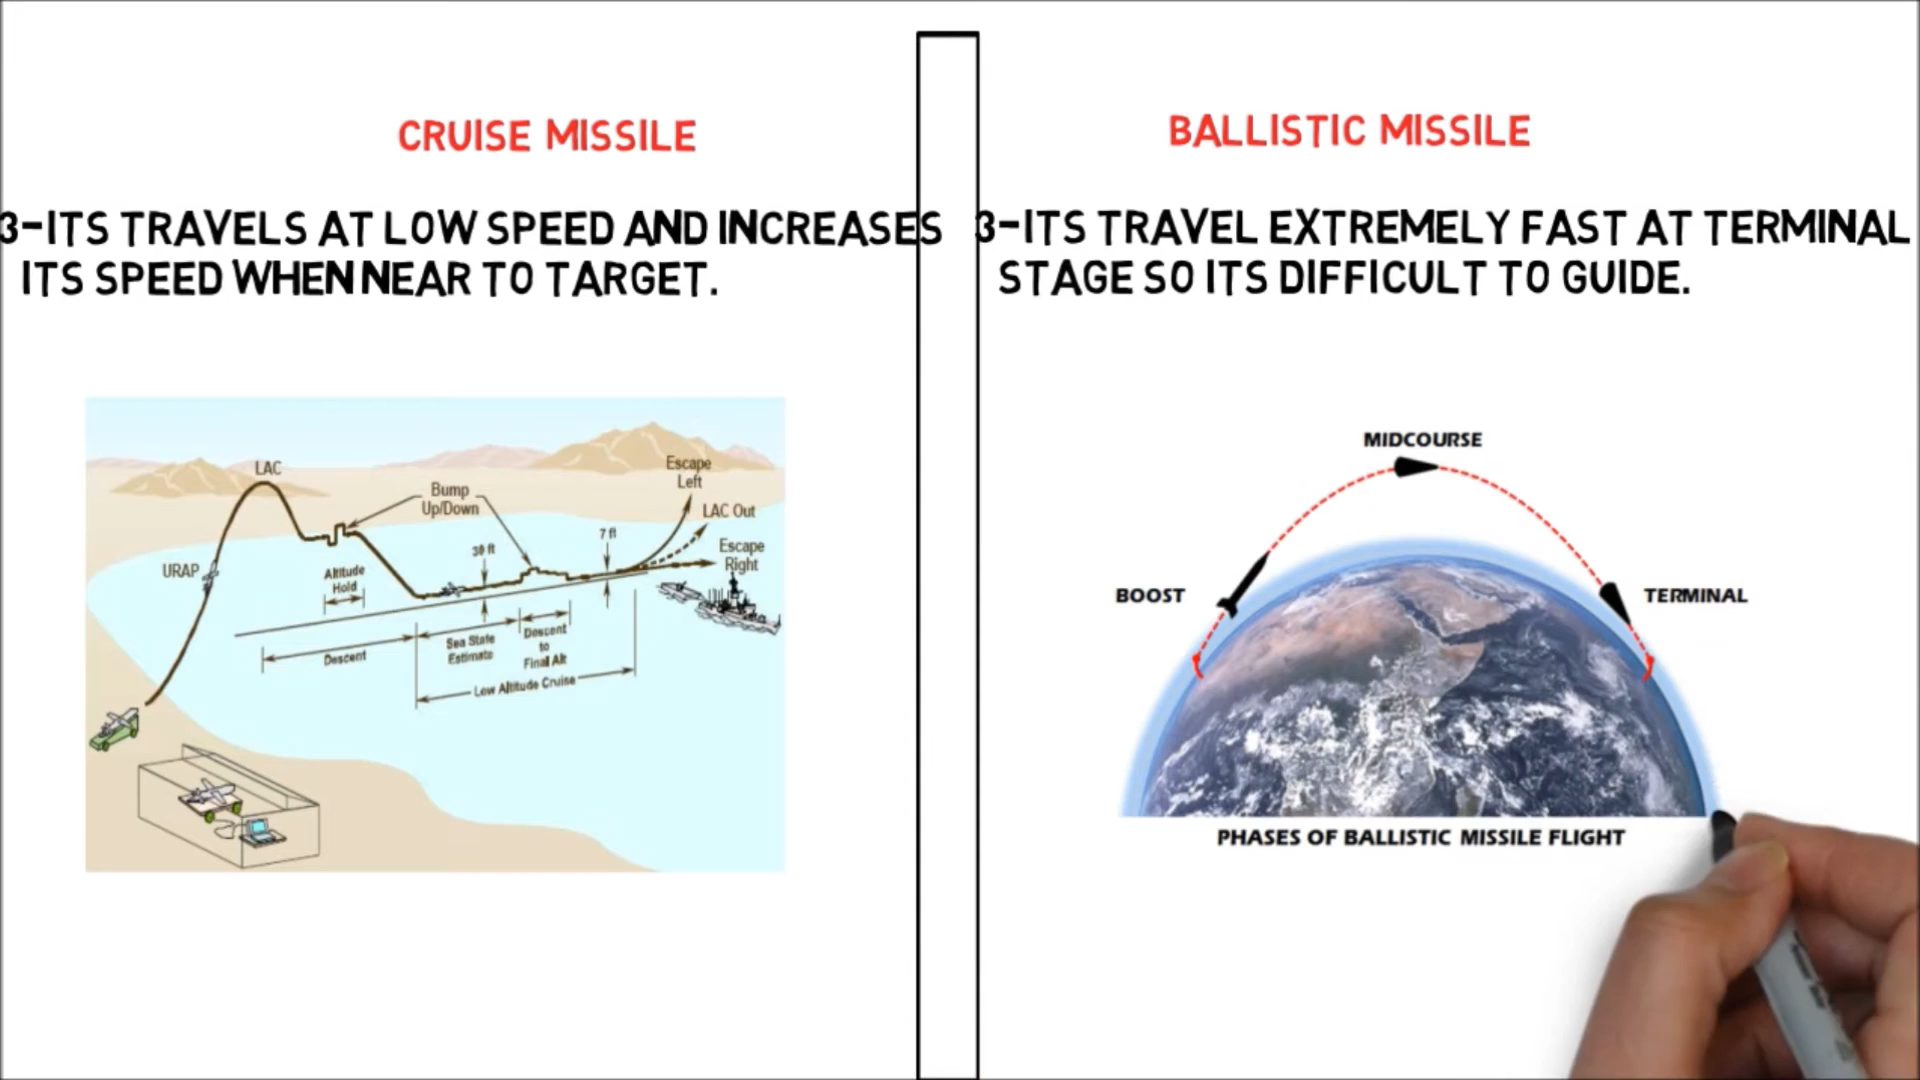 CRUISE MISSILE
3-ITS TRAVELS AT LOW SPEED AND INCREASES
ITS SPEED WHEN NEAR TO TARGET.
LAC
Bump
Up/Down
Escape
Left
LAC Out
7 ft
Escape
Right
30 ft
URAP
Altitude
Hold
Descent
Sea State
Estimate
Descent
to
Final Alt
Low Altitude Cruise
BALLISTIC MISSILE
3-ITS TRAVEL EXTREMELY FAST AT TERMINAL
STAGE SO ITS DIFFICULT TO GUIDE.
MIDCOURSE
BOOST
TERMINAL
PHASES OF BALLISTIC MISSILE FLIGHT